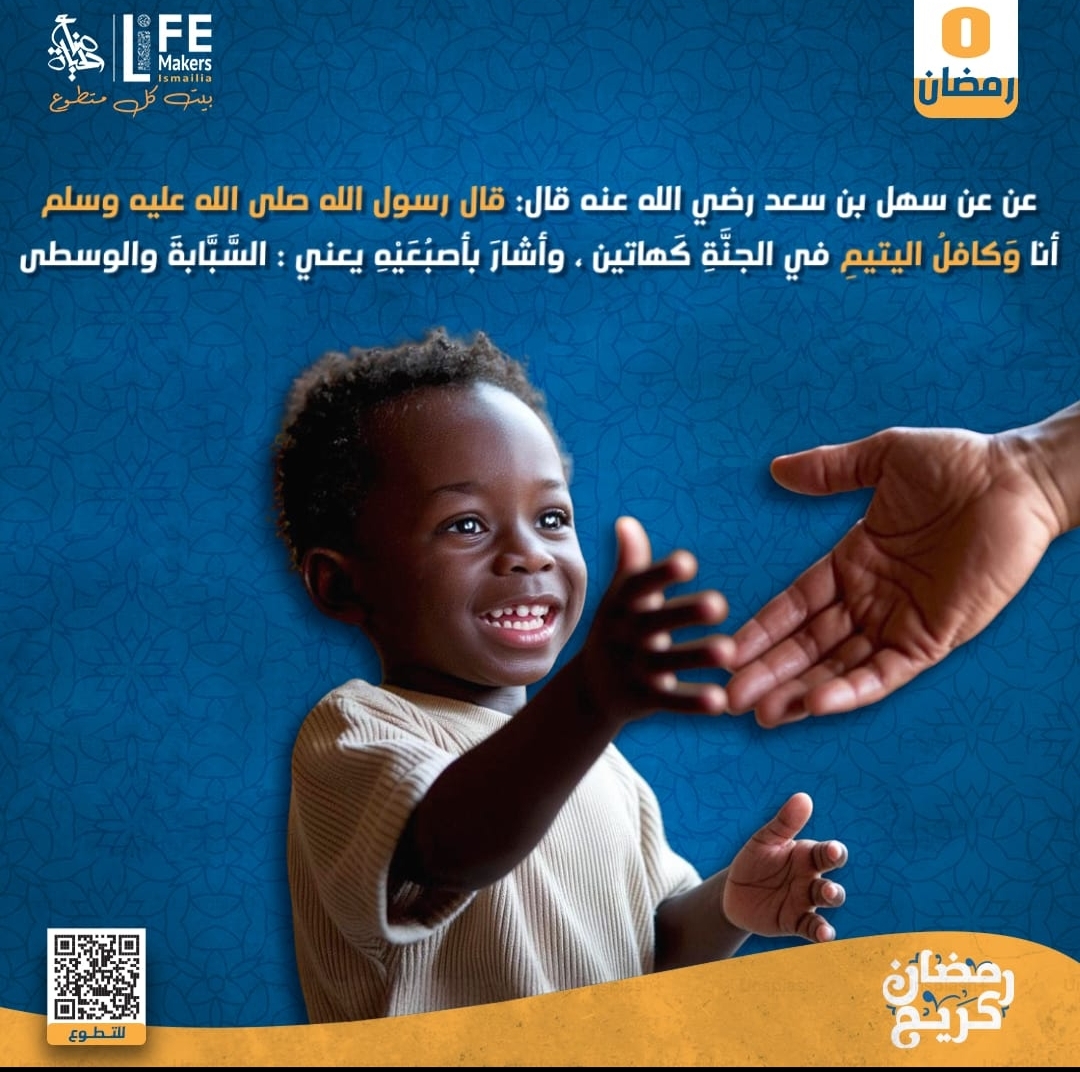 صناع الحياة
LiFE
Makers
Ismailia
بيت كل متطوع
٥
رمضان
عن عن سهل بن سعد رضي الله عنه قال: قال رسول الله صلى الله عليه وسلم
أنا وَكافلُ اليتيمِ في الجنَّةِ كَهاتين ، وأشارَ بأصبُعَيْهِ يعني : السَّبَّابةَ والوسطى
للتطوع
رمضان
كريم